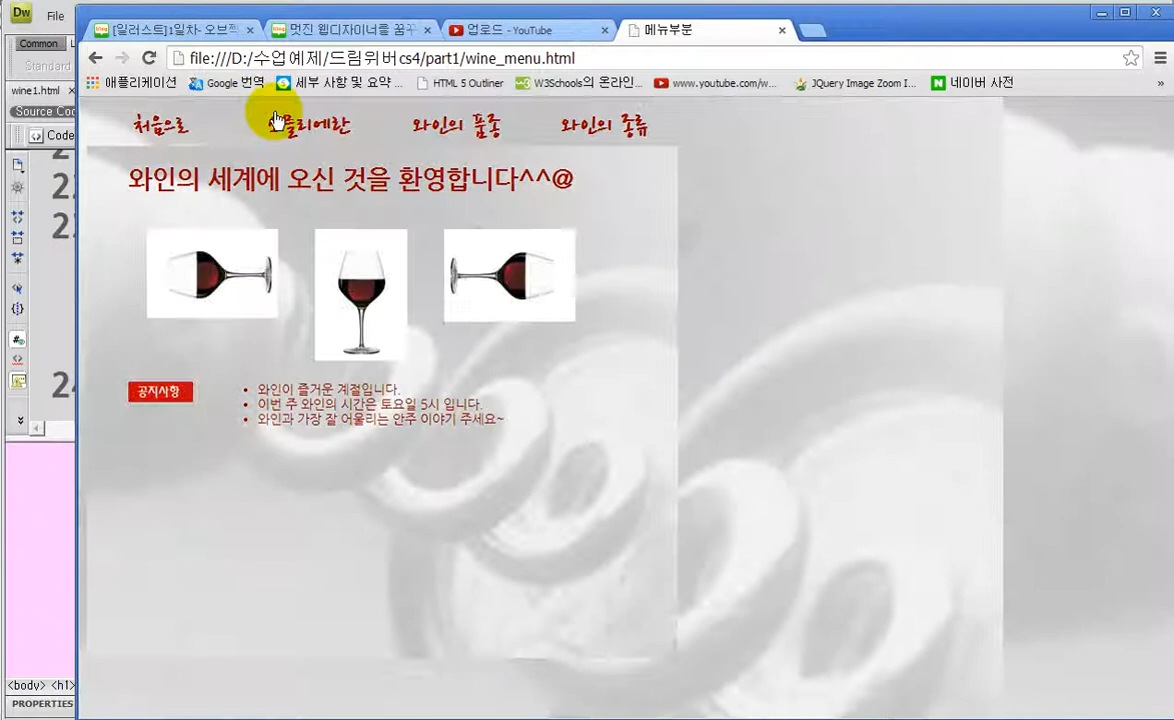 Dw File
[일러스트]1일차- 오브젝
멋진 웹디자이너를 꿈꾸
업로드 - YouTube
메뉴부분
Common
Standard
file:///D:/수업예제/드림위버cs4/part1/wine_menu.html
애플리케이션
Google 번역
세부 사항 및 요약 ...
HTML 5 Outliner
W3Schools의 온라인...
www.youtube.com/w...
JQuery Image Zoom I...
네이버 사전
»
wine1.html
Source Coc
Code
처음으로
와인의 품종
와인의 종류
와인의 세계에 오신 것을 환영합니다^^@
공지사항
• 와인이 즐거운 계절입니다.
• 이번 주 와인의 시간은 토요일 5시 입니다.
• 와인과 가장 잘 어울리는 안주 이야기 주세요~
24
<body> <h1>
PROPERTIES